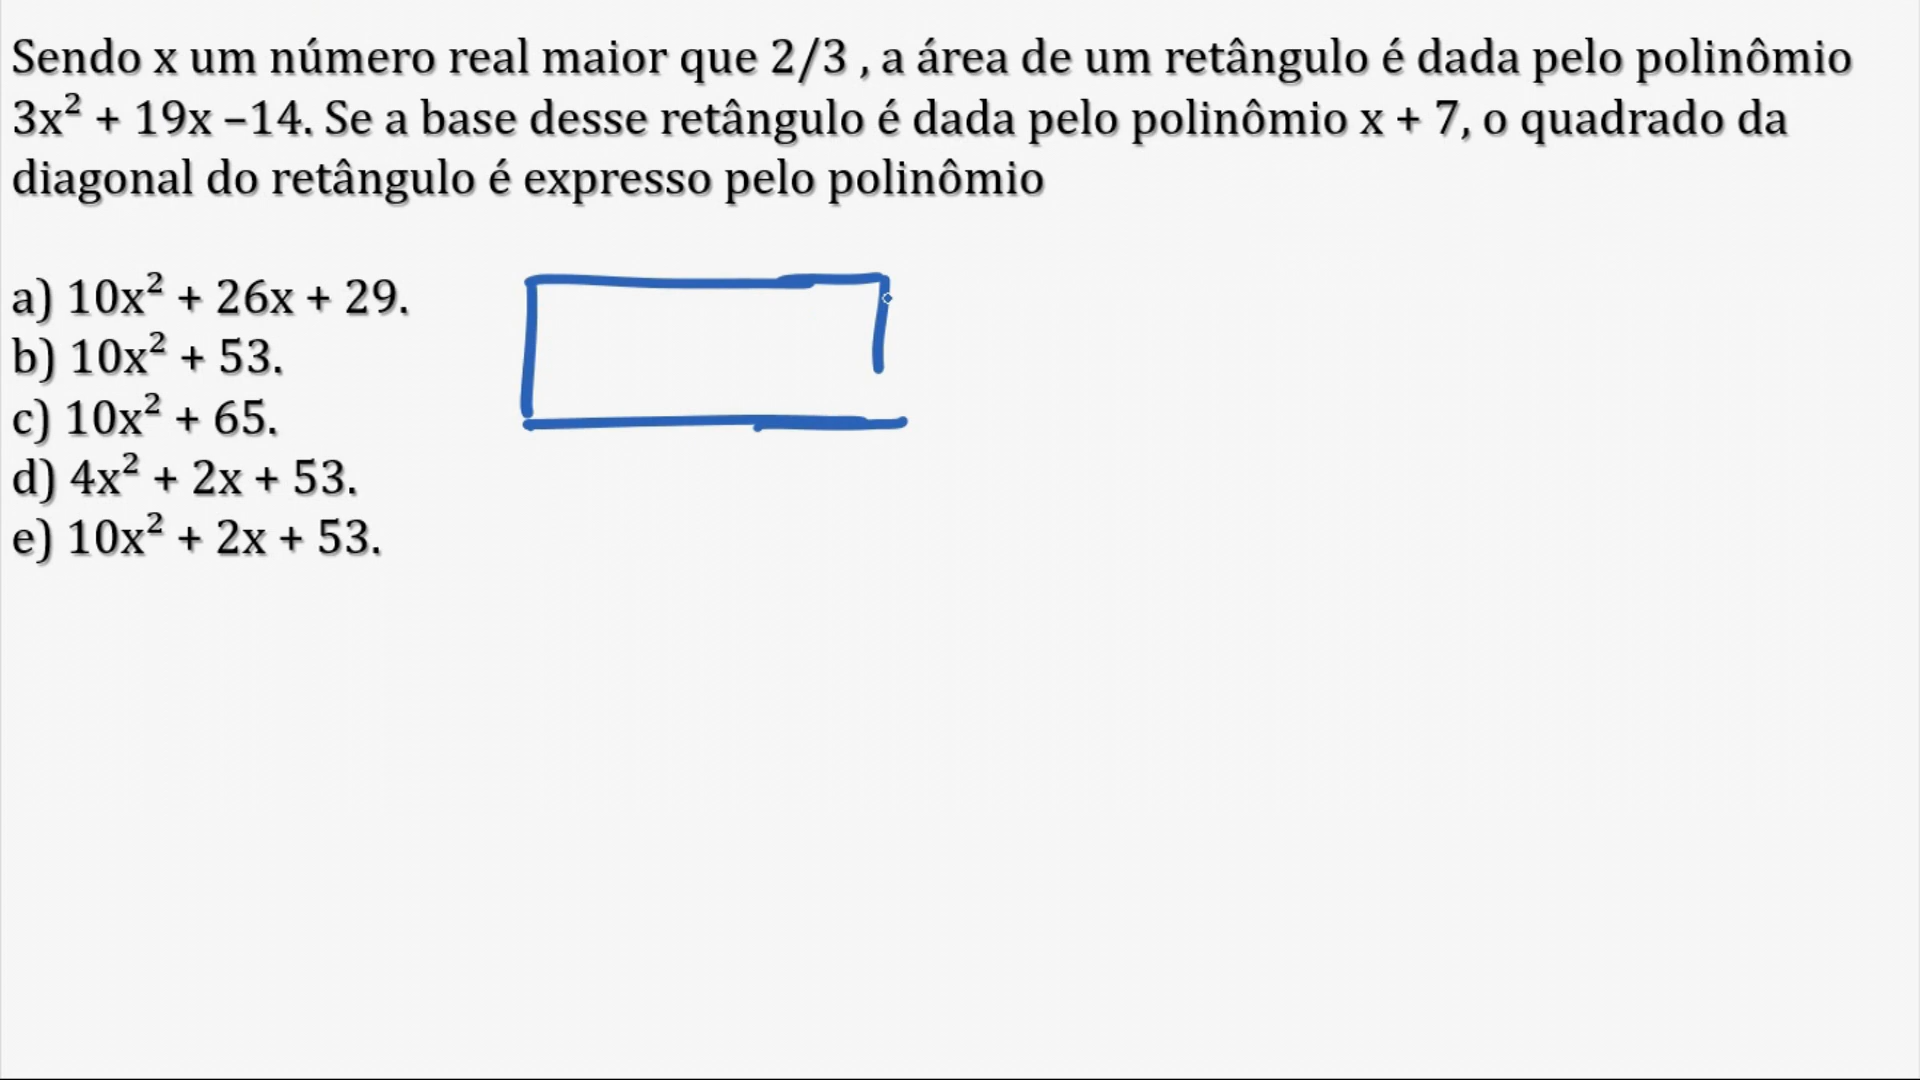 Sendo x um número real maior que 2/3 , a área de um retângulo é dada pelo polinômio
3x² + 19x –14. Se a base desse retângulo é dada pelo polinômio x + 7, o quadrado da
diagonal do retângulo é expresso pelo polinômio
a) 10x² + 26x + 29.
b) 10x² + 53.
c) 10x² + 65.
d) 4x² + 2x + 53.
e) 10x² + 2x + 53.